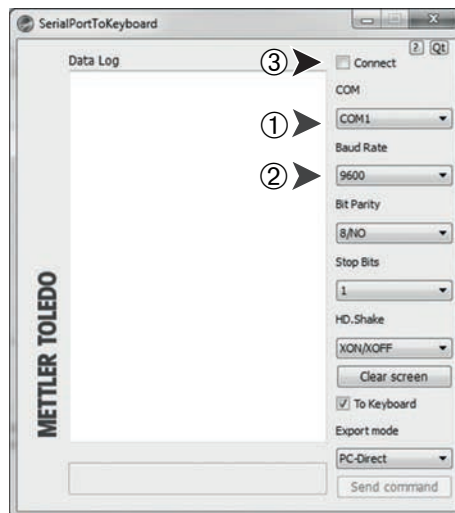 SerialPortToKeyboard
? Qt
Data Log
③ Connect
COM
① COM1
Baud Rate
② 9600
Bit Parity
8/NO
Stop Bits
1
HD.Shake
XON/XOFF
Clear screen
To Keyboard
Export mode
PC-Direct
Send command
METTLER TOLEDO